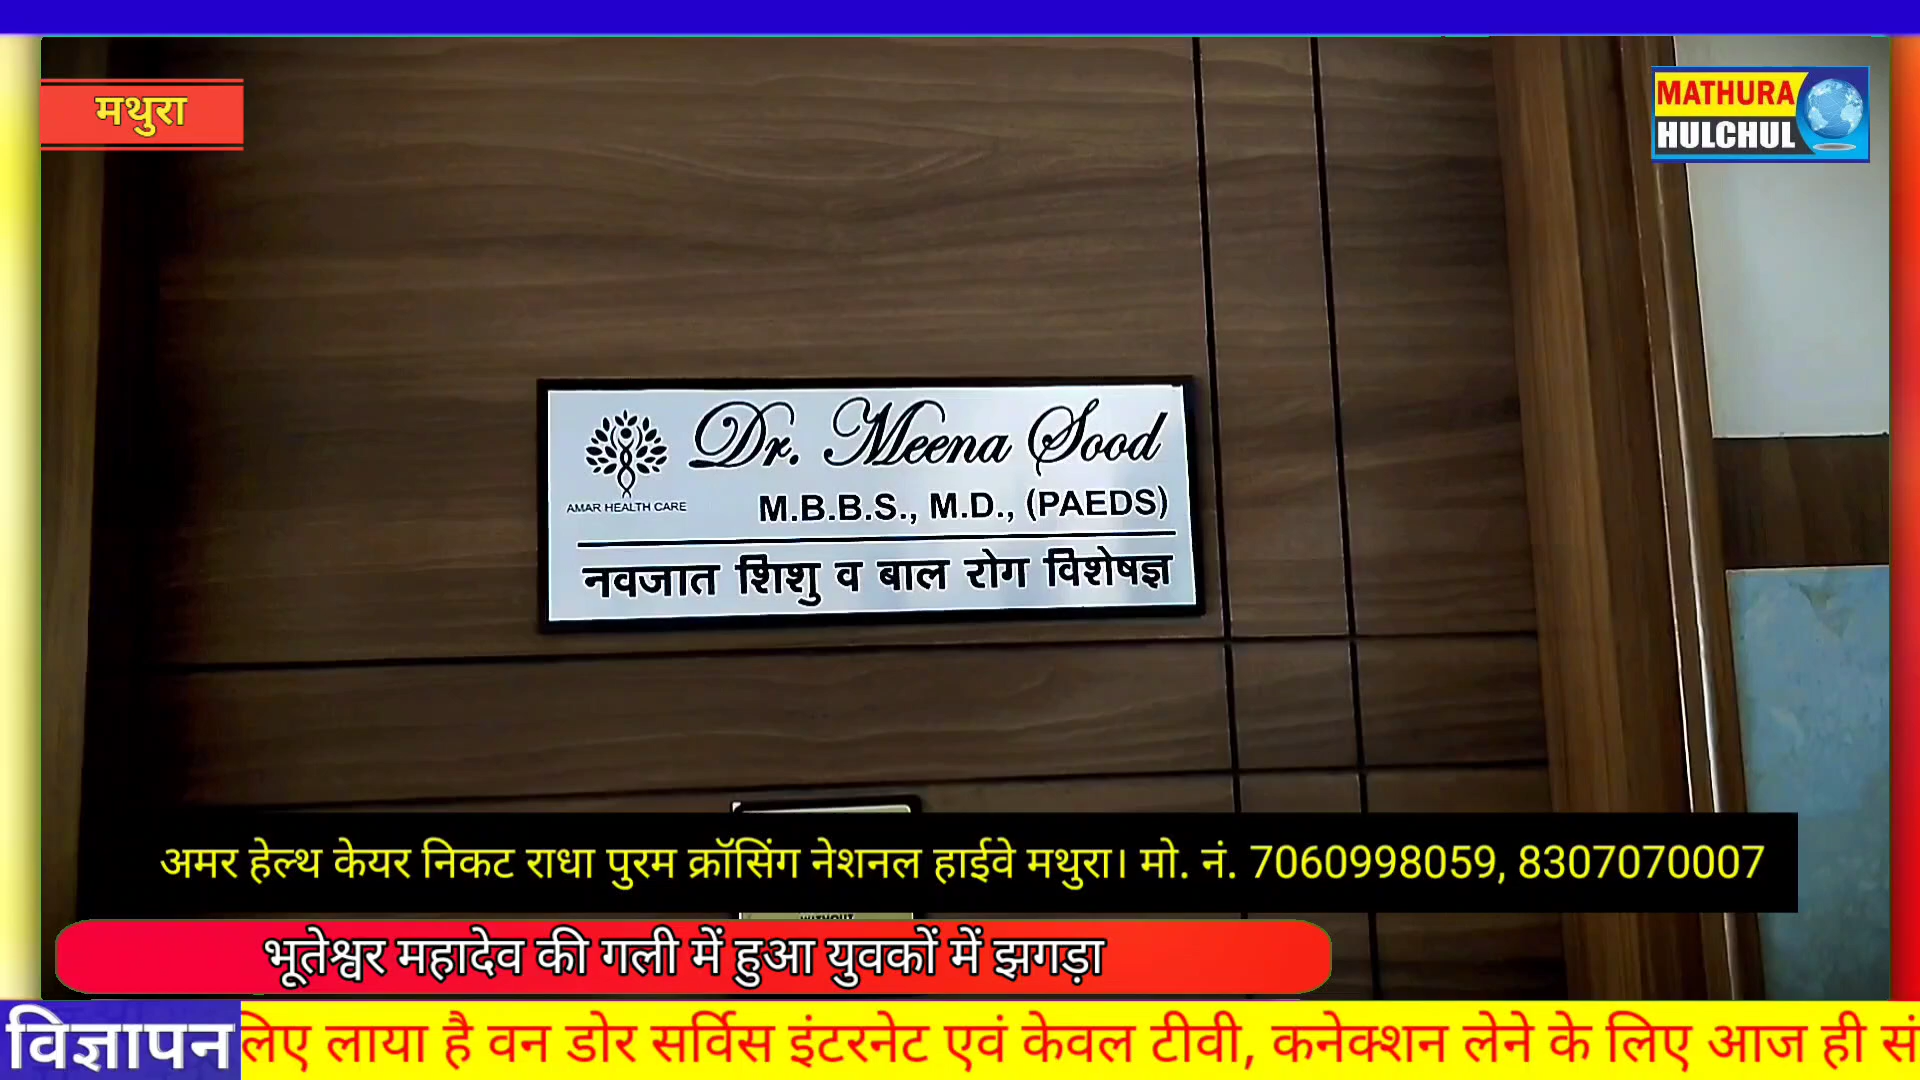 मथुरा
MATHURA
HULCHUL
Dr. Meena Sood
AMAR HEALTH CARE
M.B.B.S., M.D., (PAEDS)
नवजात शिशु व बाल रोग विशेषज्ञ
अमर हेल्थ केयर निकट राधा पुरम क्रॉसिंग नेशनल हाईवे मथुरा। मो. नं. 7060998059, 8307070007
भूतेश्वर महादेव की गली में हुआ युवकों में झगड़ा
विज्ञापन लिए लाया है वन डोर सर्विस इंटरनेट एवं केवल टीवी, कनेक्शन लेने के लिए आज ही